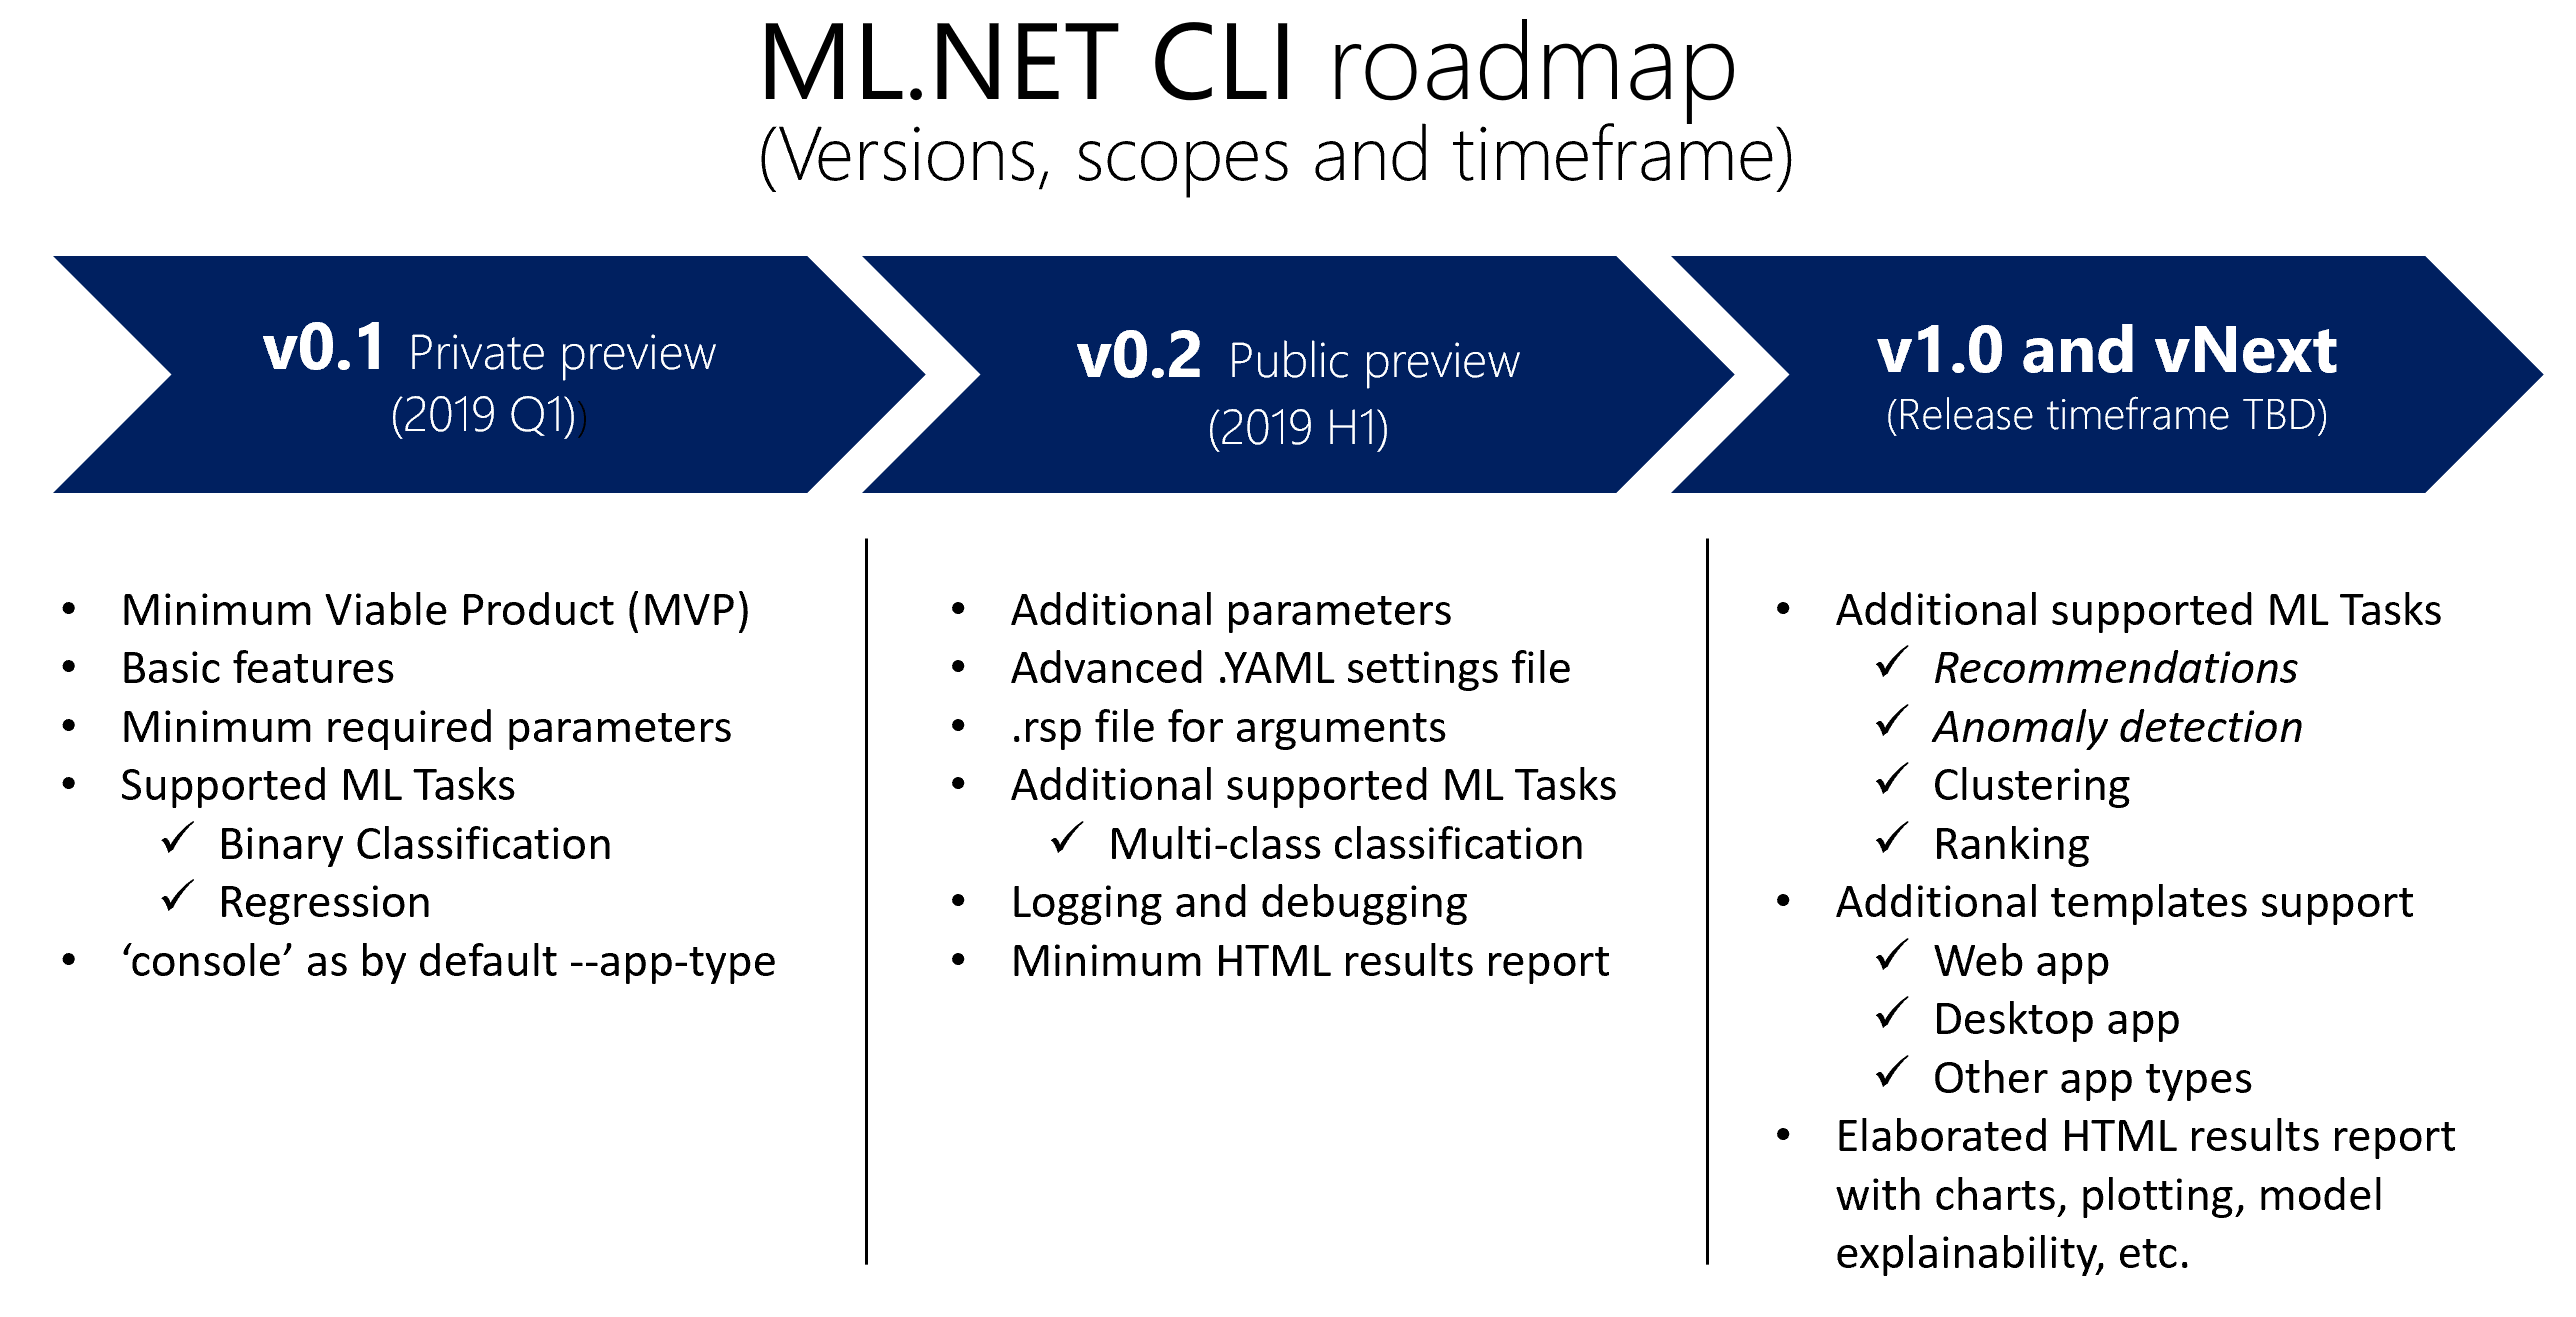 ML.NET CLI roadmap
(Versions, scopes and timeframe)
v0.1 Private preview
(2019 Q1))
• Minimum Viable Product (MVP)
• Basic features
• Minimum required parameters
• Supported ML Tasks
✓ Binary Classification
✓ Regression
• ‘console’ as by default --app-type
v0.2 Public preview
(2019 H1)
• Additional parameters
• Advanced .YAML settings file
• .rsp file for arguments
• Additional supported ML Tasks
✓ Multi-class classification
• Logging and debugging
• Minimum HTML results report
v1.0 and vNext
(Release timeframe TBD)
• Additional supported ML Tasks
✓ Recommendations
✓ Anomaly detection
✓ Clustering
✓ Ranking
• Additional templates support
✓ Web app
✓ Desktop app
✓ Other app types
• Elaborated HTML results report
with charts, plotting, model
explainability, etc.